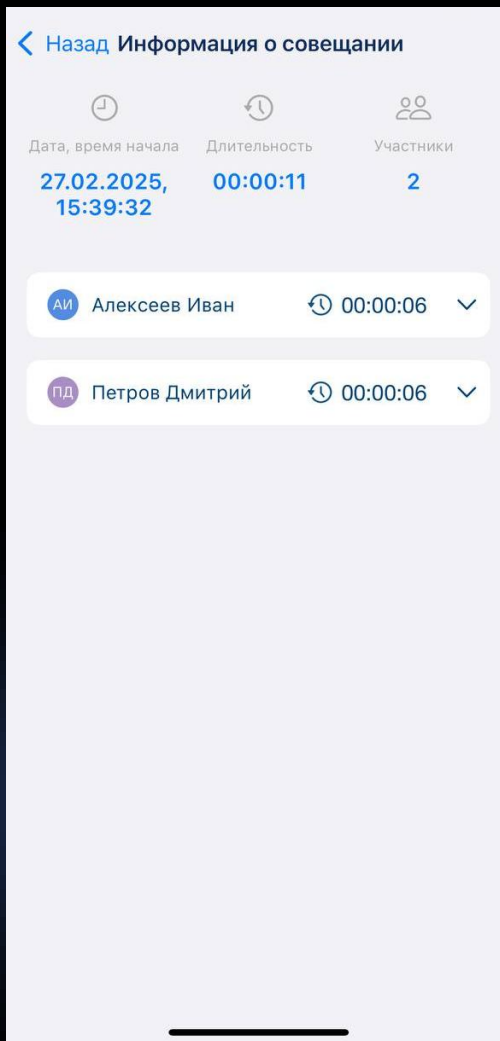 Назад Информация о совещании
Дата, время начала
Длительность
Участники
27.02.2025,
15:39:32
00:00:11
2
АИ Алексеев Иван 00:00:06
ПД Петров Дмитрий 00:00:06